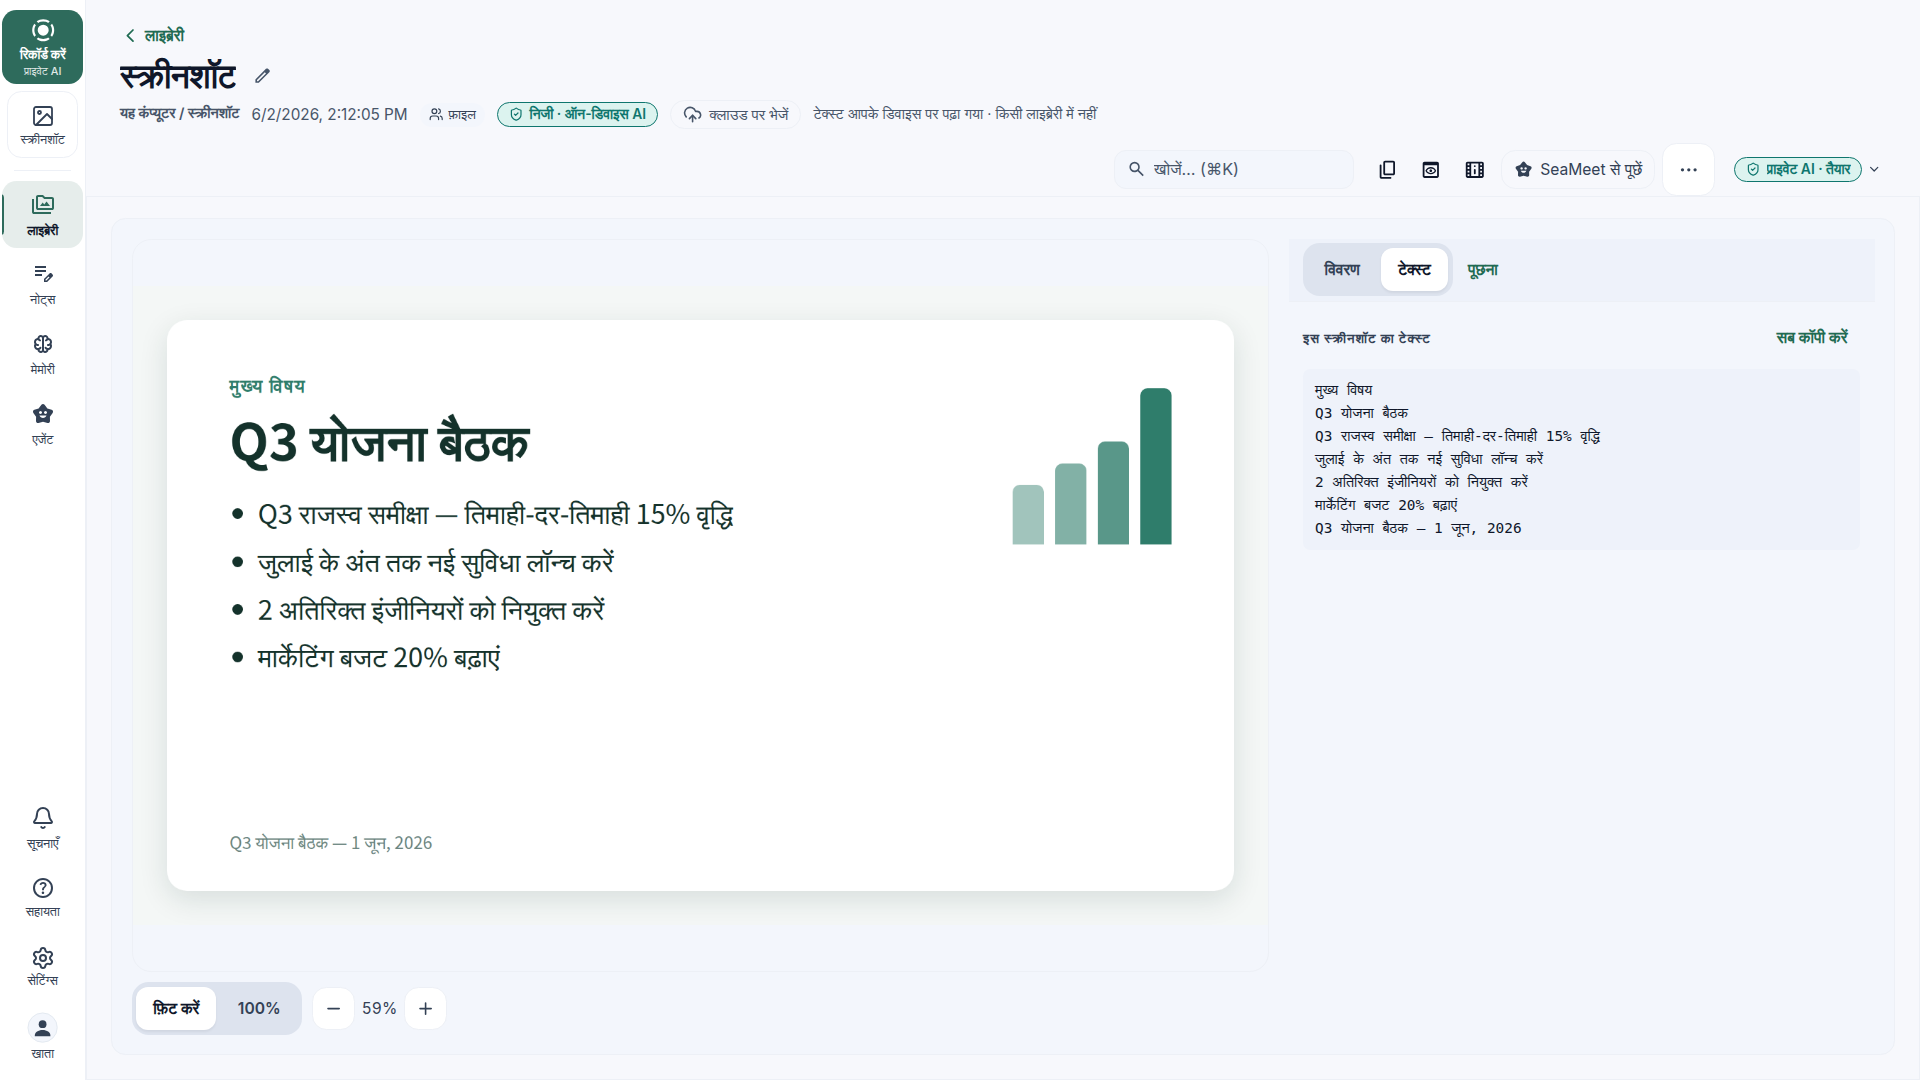 रिकॉर्ड करें
प्राइवेट AI
स्क्रीनशॉट
लाइब्रेरी
नोट्स
मेमोरी
एजेंट
सूचनाएँ
सहायता
सेटिंग्स
खाता
लाइब्रेरी
स्क्रीनशॉट
यह कंप्यूटर / स्क्रीनशॉट 6/2/2026, 2:12:05 PM फ़ाइल निजी · ऑन-डिवाइस AI क्लाउड पर भेजें टेक्स्ट आपके डिवाइस पर पढ़ा गया · किसी लाइब्रेरी में नहीं
खोजें... (⌘K) SeaMeet से पूछें प्राइवेट AI · तैयार
मुख्य विषय
Q3 योजना बैठक
• Q3 राजस्व समीक्षा — तिमाही-दर-तिमाही 15% वृद्धि
• जुलाई के अंत तक नई सुविधा लॉन्च करें
• 2 अतिरिक्त इंजीनियरों को नियुक्त करें
• मार्केटिंग बजट 20% बढ़ाएं
Q3 योजना बैठक — 1 जून, 2026
फ़िट करें 100% − 59% +
विवरण टेक्स्ट पूछना
इस स्क्रीनशॉट का टेक्स्ट सब कॉपी करें
मुख्य विषय
Q3 योजना बैठक
Q3 राजस्व समीक्षा — तिमाही-दर-तिमाही 15% वृद्धि
जुलाई के अंत तक नई सुविधा लॉन्च करें
2 अतिरिक्त इंजीनियरों को नियुक्त करें
मार्केटिंग बजट 20% बढ़ाएं
Q3 योजना बैठक — 1 जून, 2026